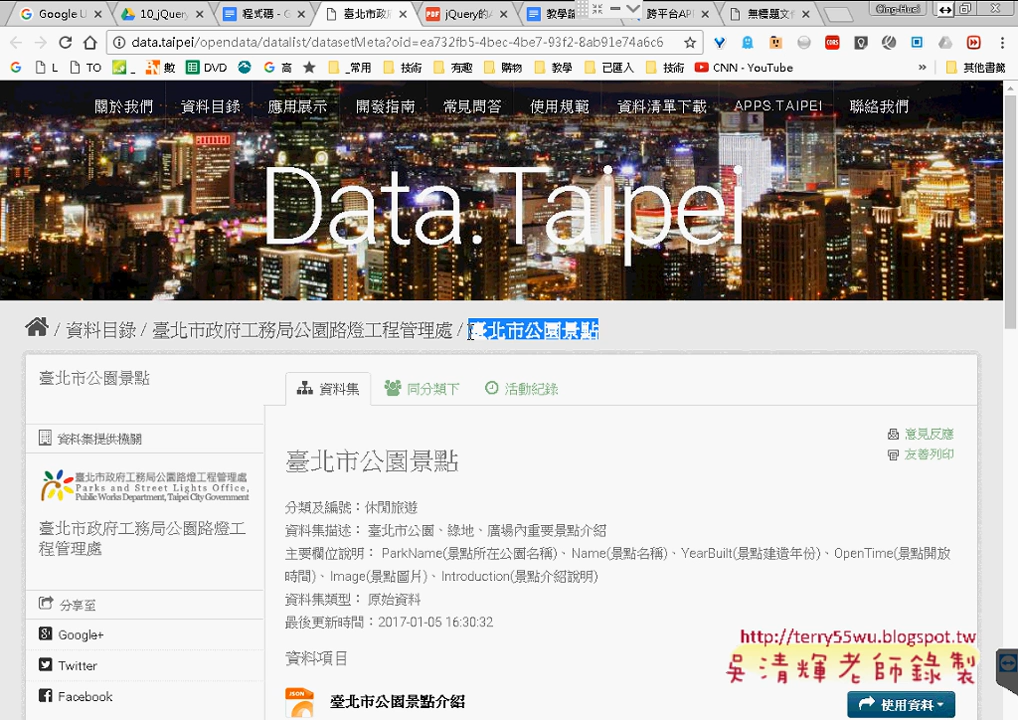 Google U
10_jQuery
程式碼 - G
臺北市政府
jQuery的A
教學論
跨平台AP
無標題文件
Cing-Huei
data.taipei/opendata/datalist/datasetMeta?oid=ea732fb5-4bec-4be7-93f2-8ab91e74a6c6
L
TO
數
DVD
高
_常用
技術
有趣
購物
教學
已匯入
技術
CNN - YouTube
»
其他書籤
關於我們
資料目錄
應用展示
開發指南
常見問答
使用規範
資料清單下載
APPS.TAIPEI
聯絡我們
Data.Taipei
/ 資料目錄 / 臺北市政府工務局公園路燈工程管理處 / 臺北市公園景點
臺北市公園景點
資料集
同分類下
活動紀錄
資料集提供機關
意見反應
友善列印
臺北市政府工務局公園路燈工程管理處
Parks and Street Lights Office,
Public Works Department, Taipei City Government
臺北市政府工務局公園路燈工
程管理處
分享至
Google+
Twitter
Facebook
臺北市公園景點
分類及編號：休閒旅遊
資料集描述： 臺北市公園、綠地、廣場內重要景點介紹
主要欄位說明： ParkName(景點所在公園名稱)、Name(景點名稱)、YearBuilt(景點建造年份)、OpenTime(景點開放
時間)、Image(景點圖片)、Introduction(景點介紹說明)
資料集類型： 原始資料
最後更新時間：2017-01-05 16:30:32
資料項目
JSON
臺北市公園景點介紹
使用資料
http://terry55wu.blogspot.tw
吳清輝老師錄製